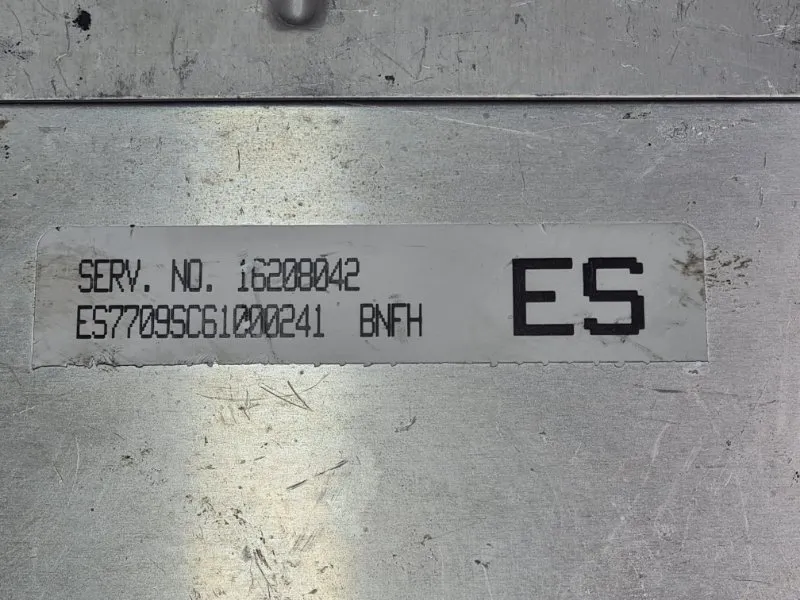 SERV. NO. 16208042
ES7709SC61000241 BNFH
ES